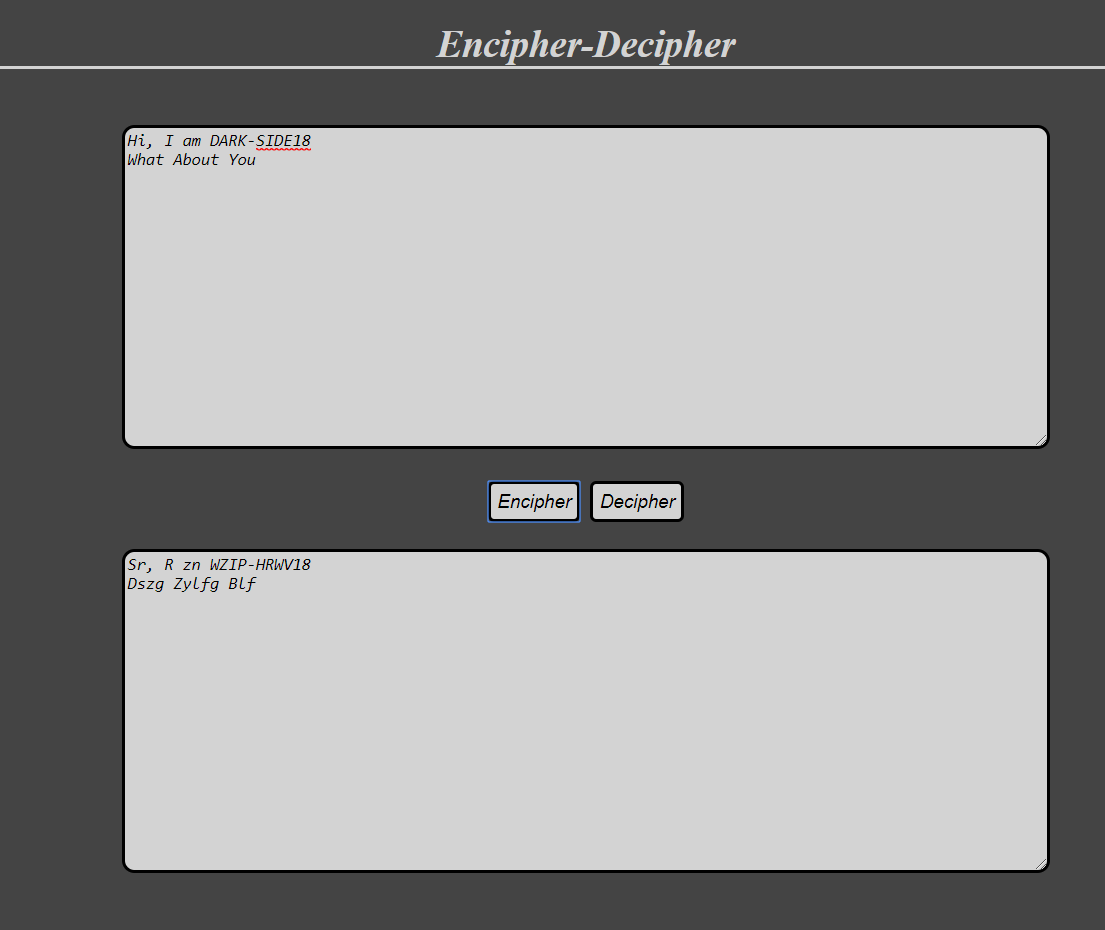 Encipher-Decipher
Hi, I am DARK-SIDE18
What About You
Encipher Decipher
Sr, R zn WZIP-HRWV18
Dszg Zylfg Blf